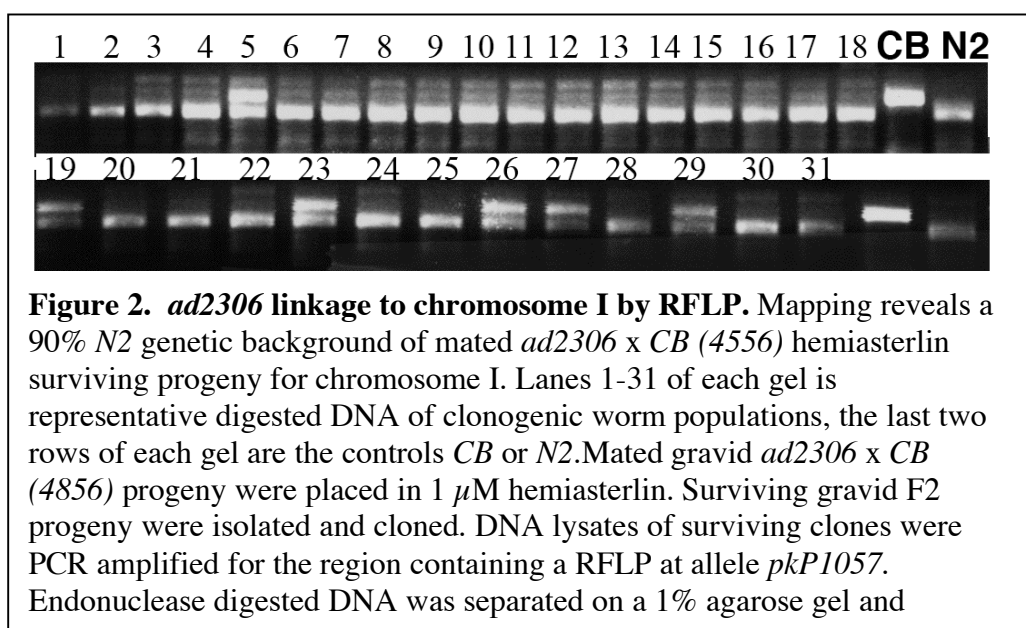 1 2 3 4 5 6 7 8 9 10 11 12 13 14 15 16 17 18 CB N2
19 20 21 22 23 24 25 26 27 28 29 30 31
Figure 2. ad2306 linkage to chromosome I by RFLP. Mapping reveals a
90% N2 genetic background of mated ad2306 x CB (4556) hemiasterlin
surviving progeny for chromosome I. Lanes 1-31 of each gel is
representative digested DNA of clonogenic worm populations, the last two
rows of each gel are the controls CB or N2.Mated gravid ad2306 x CB
(4856) progeny were placed in 1 µM hemiasterlin. Surviving gravid F2
progeny were isolated and cloned. DNA lysates of surviving clones were
PCR amplified for the region containing a RFLP at allele pkP1057.
Endonuclease digested DNA was separated on a 1% agarose gel and